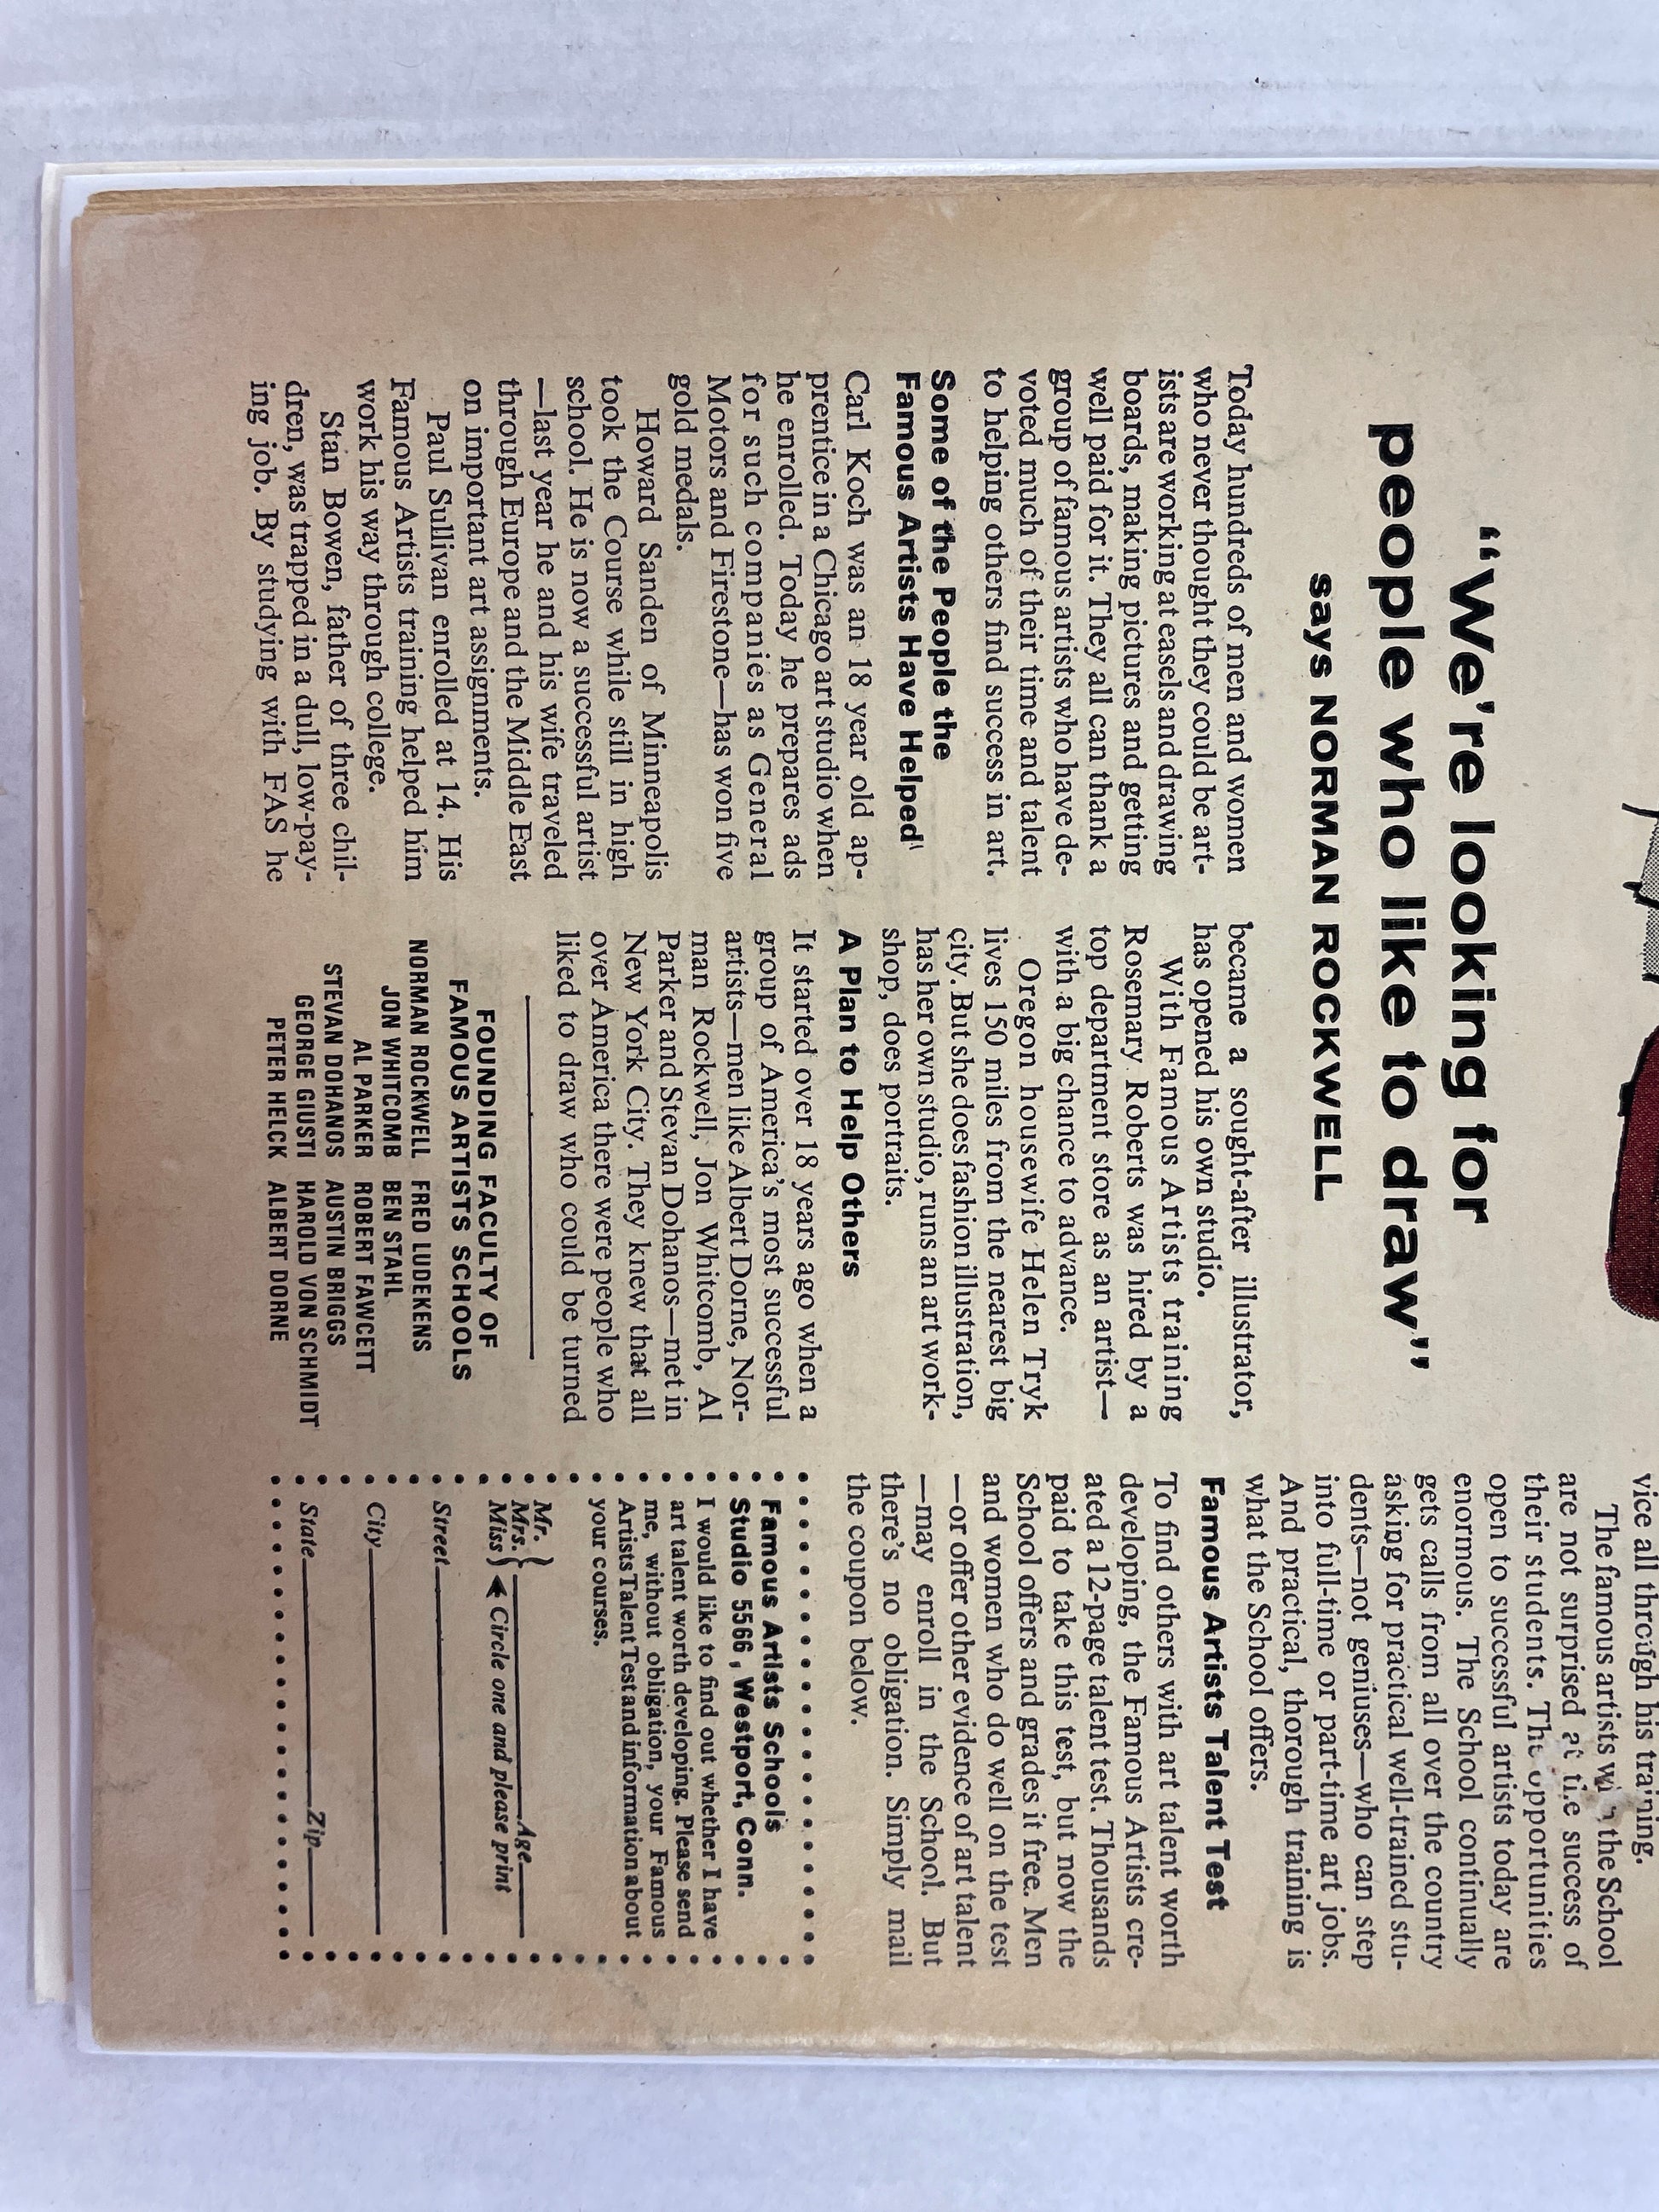 “We’re looking for
people who like to draw”
says NORMAN ROCKWELL
Today hundreds of men and women
who never thought they could be art-
ists are working at easels and drawing
boards, making pictures and getting
well paid for it. They all can thank a
group of famous artists who have de-
voted much of their time and talent
to helping others find success in art.
Some of the People the
Famous Artists Have Helped
Carl Koch was an 18 year old ap-
prentice in a Chicago art studio when
he enrolled. Today he prepares ads
for such companies as General
Motors and Firestone—has won five
gold medals.
Howard Sanden of Minneapolis
took the Course while still in high
school. He is now a successful artist
—last year he and his wife traveled
through Europe and the Middle East
on important art assignments.
Paul Sullivan enrolled at 14. His
Famous Artists training helped him
work his way through college.
Stan Bowen, father of three chil-
dren, was trapped in a dull, low-pay-
ing job. By studying with FAS he
became a sought-after illustrator,
has opened his own studio.
With Famous Artists training
Rosemary Roberts was hired by a
top department store as an artist—
with a big chance to advance.
Oregon housewife Helen Tryk
lives 150 miles from the nearest big
city. But she does fashion illustration,
has her own studio, runs an art work-
shop, does portraits.
A Plan to Help Others
It started over 18 years ago when a
group of America’s most successful
artists—men like Albert Dorne, Nor-
man Rockwell, Jon Whitcomb, Al
Parker and Stevan Dohanos—met in
New York City. They knew that all
over America there were people who
liked to draw who could be turned
FOUNDING FACULTY OF
FAMOUS ARTISTS SCHOOLS
NORMAN ROCKWELL FRED LUDEKENS
JON WHITCOMB BEN STAHL
AL PARKER ROBERT FAWCETT
STEVAN DOHANOS AUSTIN BRIGGS
GEORGE GIUSTI HAROLD VON SCHMIDT
PETER HELCK ALBERT DORNE
vice all through his training.
The famous artists the School
are not surprised at the success of
their students. The opportunities
open to successful artists today are
enormous. The School continually
gets calls from all over the country
asking for practical well-trained stu-
dents—not geniuses—who can step
into full-time or part-time art jobs.
And practical, thorough training is
what the School offers.
Famous Artists Talent Test
To find others with art talent worth
developing, the Famous Artists cre-
ated a 12-page talent test. Thousands
paid to take this test, but now the
School offers and grades it free. Men
and women who do well on the test
—or offer other evidence of art talent
—may enroll in the School. But
there’s no obligation. Simply mail
the coupon below.
Famous Artists Schools
Studio 5566, Westport, Conn.
I would like to find out whether I have
art talent worth developing. Please send
me, without obligation, your Famous
Artists Talent Test and information about
your courses.
Mr.
Mrs. Age
Miss Circle one and please print
Street
City
State Zip